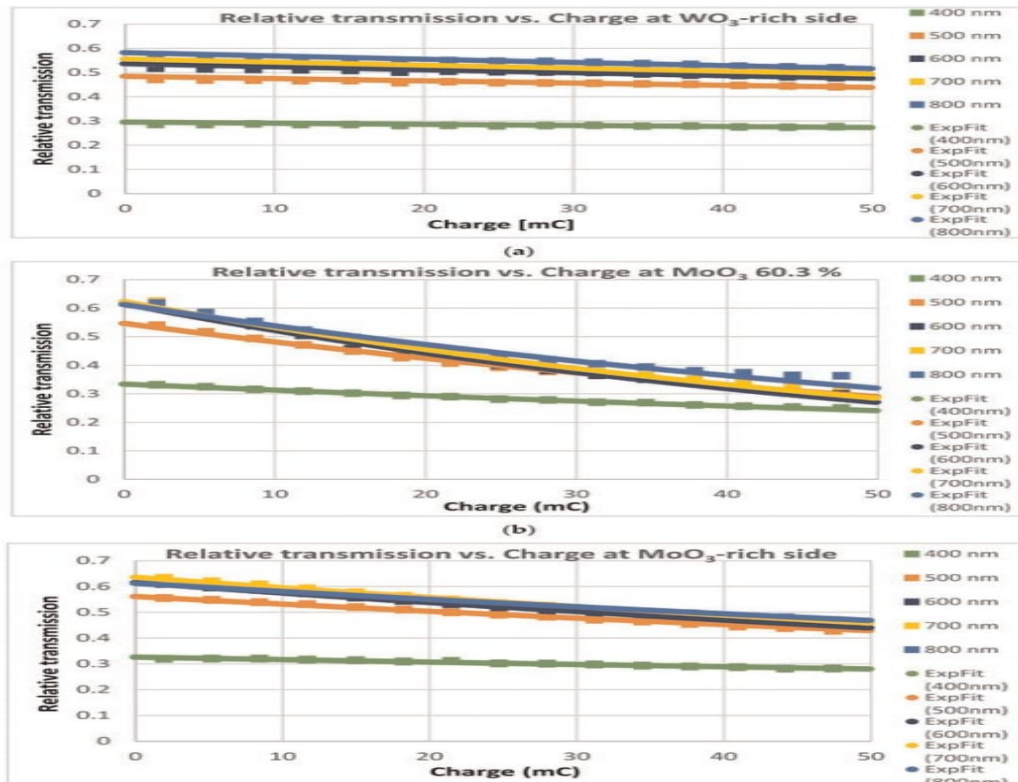 Relative transmission vs. Charge at WO₃-rich side
0.7
0.6
0.5
0.4
0.3
0.2
0.1
0
Relative transmission
0 10 20 30 40 50
Charge [mC]
400 nm
500 nm
600 nm
700 nm
800 nm
ExpFit
(400nm)
ExpFit
(500nm)
ExpFit
(600nm)
ExpFit
(700nm)
ExpFit
(800nm)
(a)
Relative transmission vs. Charge at MoO₃ 60.3 %
0.7
0.6
0.5
0.4
0.3
0.2
0.1
0
Relative transmission
0 10 20 30 40 50
Charge (mC)
400 nm
500 nm
600 nm
700 nm
800 nm
ExpFit
(400nm)
ExpFit
(500nm)
ExpFit
(600nm)
ExpFit
(700nm)
ExpFit
(800nm)
(b)
Relative transmission vs. Charge at MoO₃-rich side
0.7
0.6
0.5
0.4
0.3
0.2
0.1
0
Relative transmission
0 10 20 30 40 50
Charge (mC)
400 nm
500 nm
600 nm
700 nm
800 nm
ExpFit
(400nm)
ExpFit
(500nm)
ExpFit
(600nm)
ExpFit
(700nm)
ExpFit
(800nm)